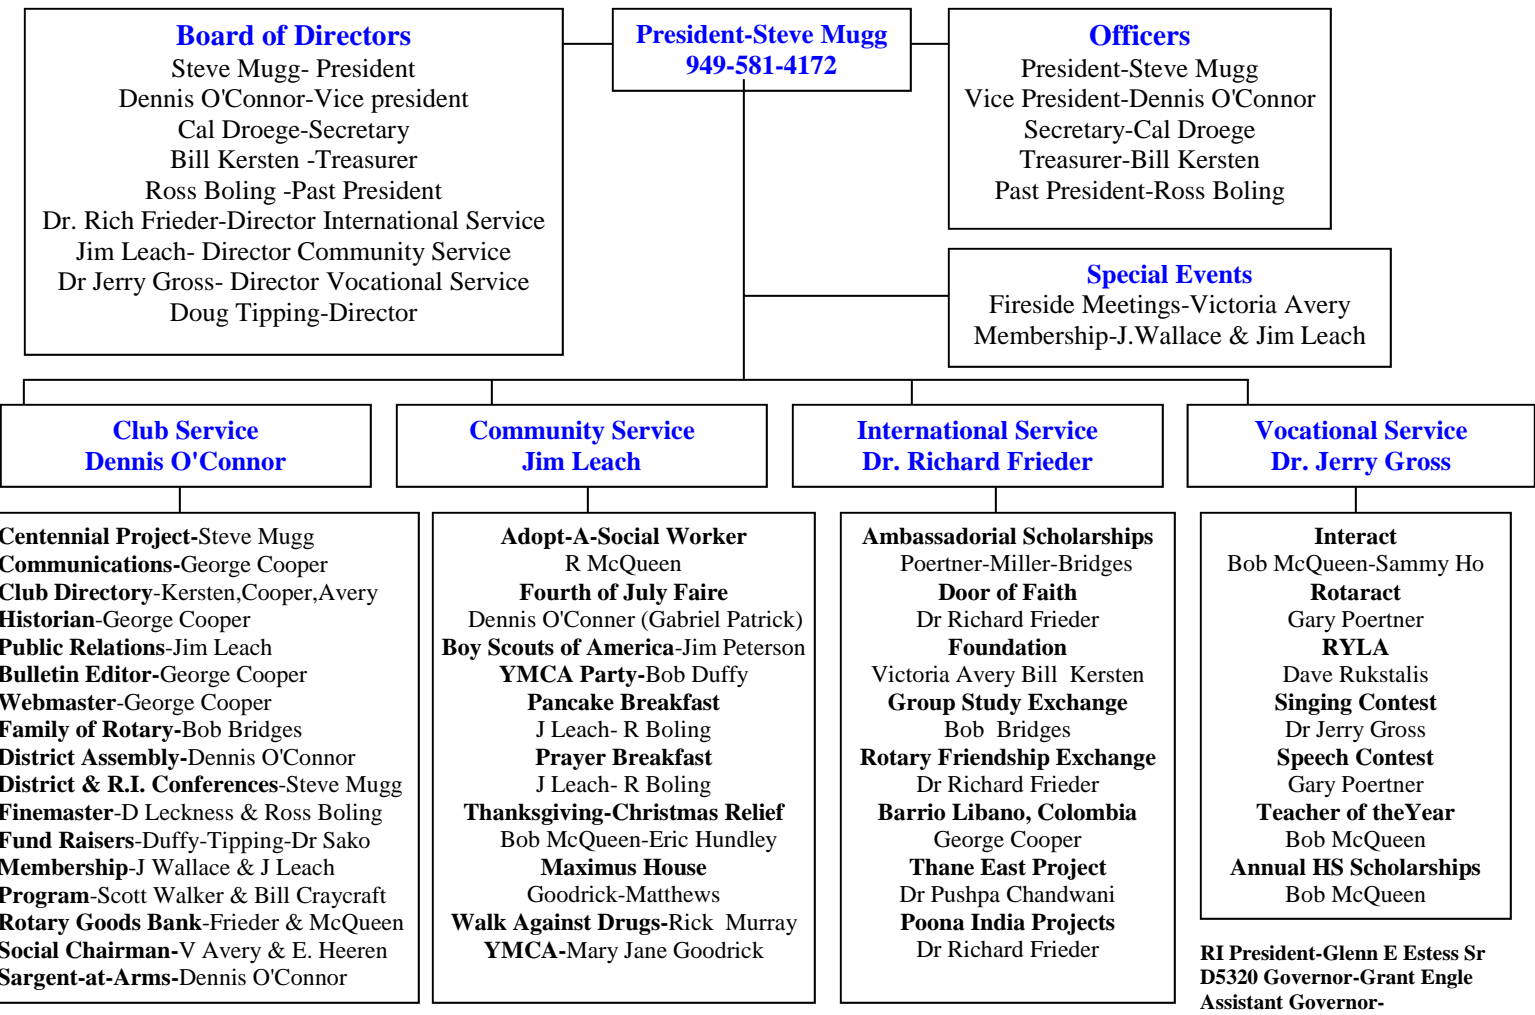 Board of Directors
Steve Mugg- President
Dennis O'Connor-Vice president
Cal Droege-Secretary
Bill Kersten -Treasurer
Ross Boling -Past President
Dr. Rich Frieder-Director International Service
Jim Leach- Director Community Service
Dr Jerry Gross- Director Vocational Service
Doug Tipping-Director
President-Steve Mugg
949-581-4172
Officers
President-Steve Mugg
Vice President-Dennis O'Connor
Secretary-Cal Droege
Treasurer-Bill Kersten
Past President-Ross Boling
Special Events
Fireside Meetings-Victoria Avery
Membership-J.Wallace & Jim Leach
Club Service
Dennis O'Connor
Centennial Project-Steve Mugg
Communications-George Cooper
Club Directory-Kersten,Cooper,Avery
Historian-George Cooper
Public Relations-Jim Leach
Bulletin Editor-George Cooper
Webmaster-George Cooper
Family of Rotary-Bob Bridges
District Assembly-Dennis O'Connor
District & R.I. Conferences-Steve Mugg
Finemaster-D Leckness & Ross Boling
Fund Raisers-Duffy-Tipping-Dr Sako
Membership-J Wallace & J Leach
Program-Scott Walker & Bill Craycraft
Rotary Goods Bank-Frieder & McQueen
Social Chairman-V Avery & E. Heeren
Sargent-at-Arms-Dennis O'Connor
Community Service
Jim Leach
Adopt-A-Social Worker
R McQueen
Fourth of July Faire
Dennis O'Conner (Gabriel Patrick)
Boy Scouts of America-Jim Peterson
YMCA Party-Bob Duffy
Pancake Breakfast
J Leach- R Boling
Prayer Breakfast
J Leach- R Boling
Thanksgiving-Christmas Relief
Bob McQueen-Eric Hundley
Maximus House
Goodrick-Matthews
Walk Against Drugs-Rick Murray
YMCA-Mary Jane Goodrick
International Service
Dr. Richard Frieder
Ambassadorial Scholarships
Poertner-Miller-Bridges
Door of Faith
Dr Richard Frieder
Foundation
Victoria Avery Bill Kersten
Group Study Exchange
Bob Bridges
Rotary Friendship Exchange
Dr Richard Frieder
Barrio Libano, Colombia
George Cooper
Thane East Project
Dr Pushpa Chandwani
Poona India Projects
Dr Richard Frieder
Vocational Service
Dr. Jerry Gross
Interact
Bob McQueen-Sammy Ho
Rotaract
Gary Poertner
RYLA
Dave Rukstalis
Singing Contest
Dr Jerry Gross
Speech Contest
Gary Poertner
Teacher of theYear
Bob McQueen
Annual HS Scholarships
Bob McQueen
RI President-Glenn E Estess Sr
D5320 Governor-Grant Engle
Assistant Governor-